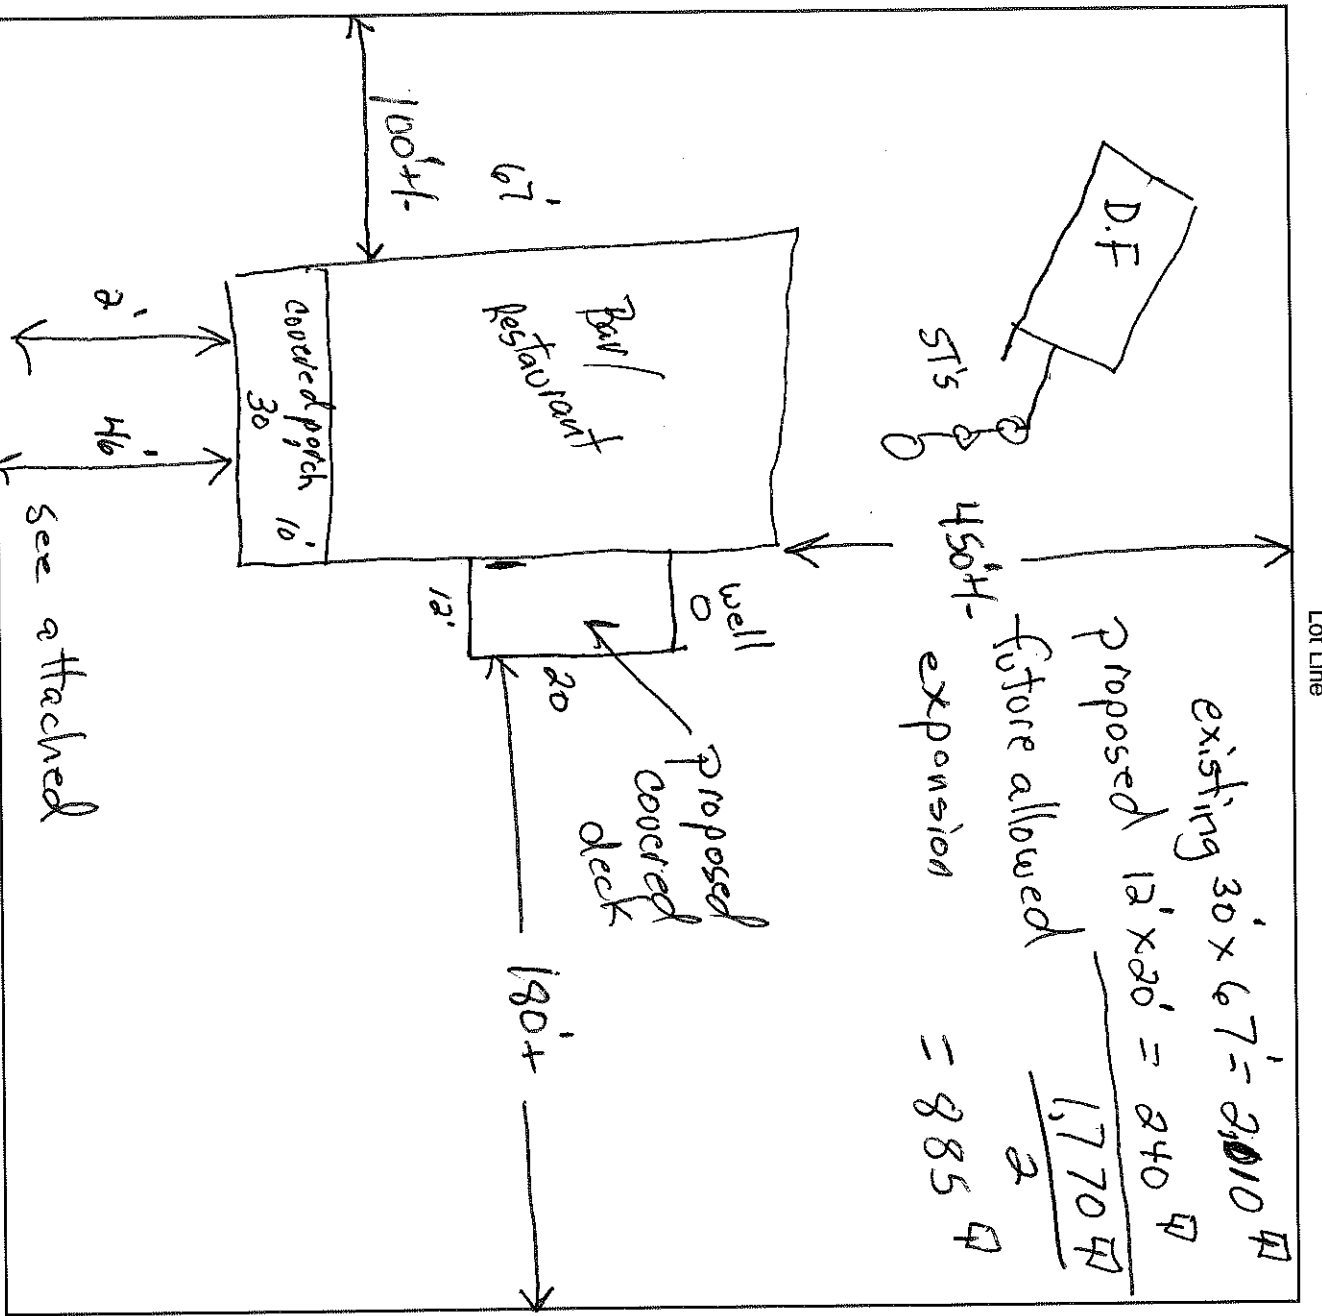 Lot Line
existing 30' x 67' = 2,010
proposed 12' x 20' = 240
future allowed
expansion
1,770
2
= 885
D.F
ST'S
450' +/-
well
Proposed
covered
deck
20
12'
180' +
67'
100' +/-
Bar/
Restaurant
covered porch
30'
10'
2'
46'
see attached